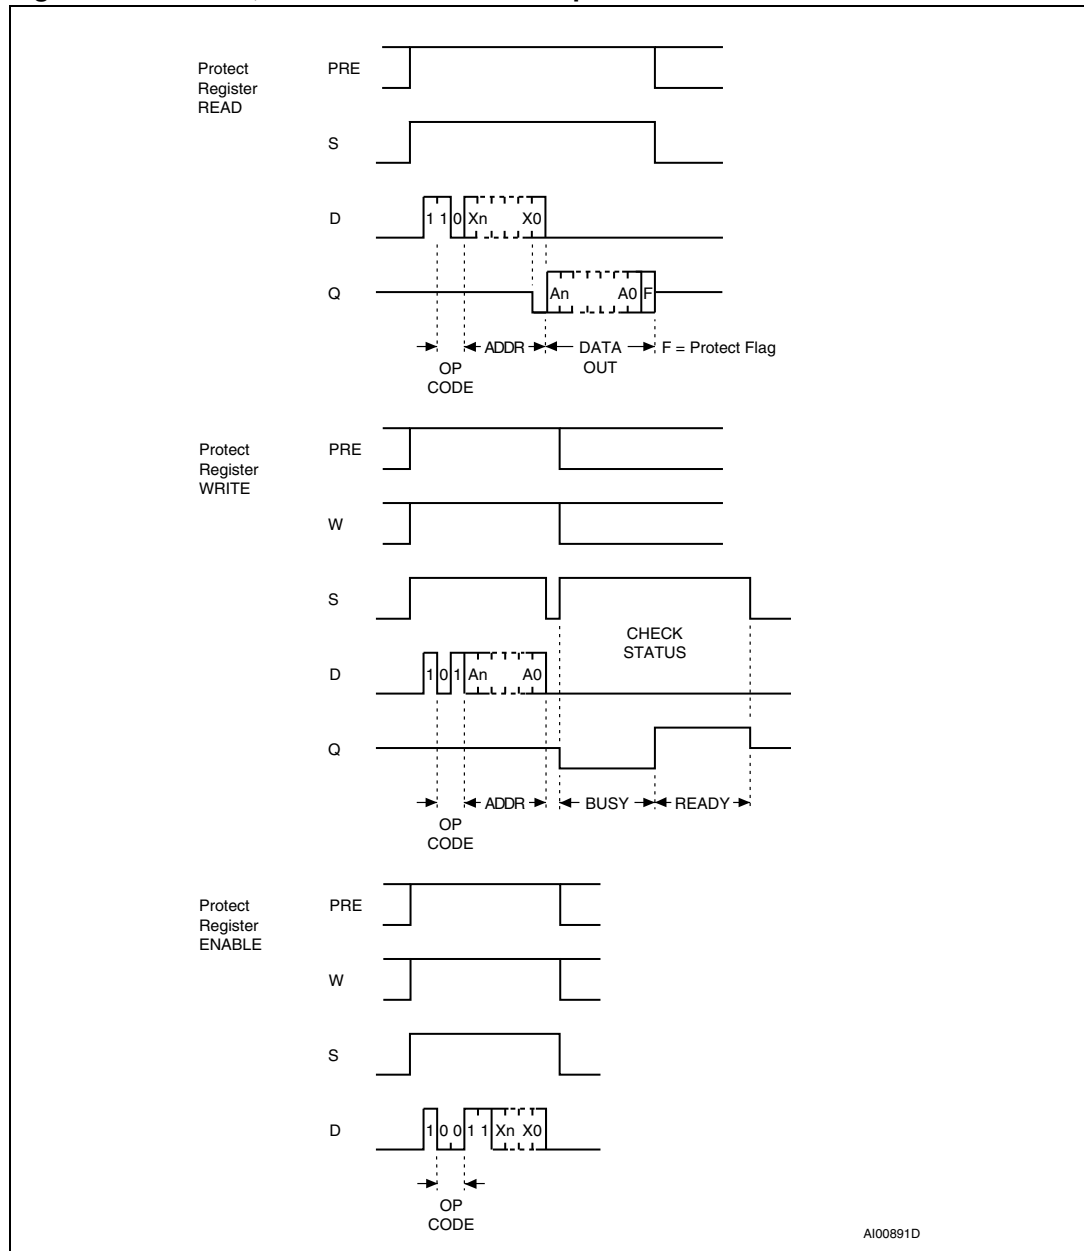 Protect
Register
READ
PRE
S
D
1 1 0 Xn X0
Q
An A0 F
ADDR
DATA
OUT
F = Protect Flag
OP
CODE
Protect
Register
WRITE
PRE
W
S
CHECK
STATUS
D
1 0 1 An A0
Q
ADDR
BUSY
READY
OP
CODE
Protect
Register
ENABLE
PRE
W
S
D
1 0 0 1 1 Xn X0
OP
CODE
AI00891D